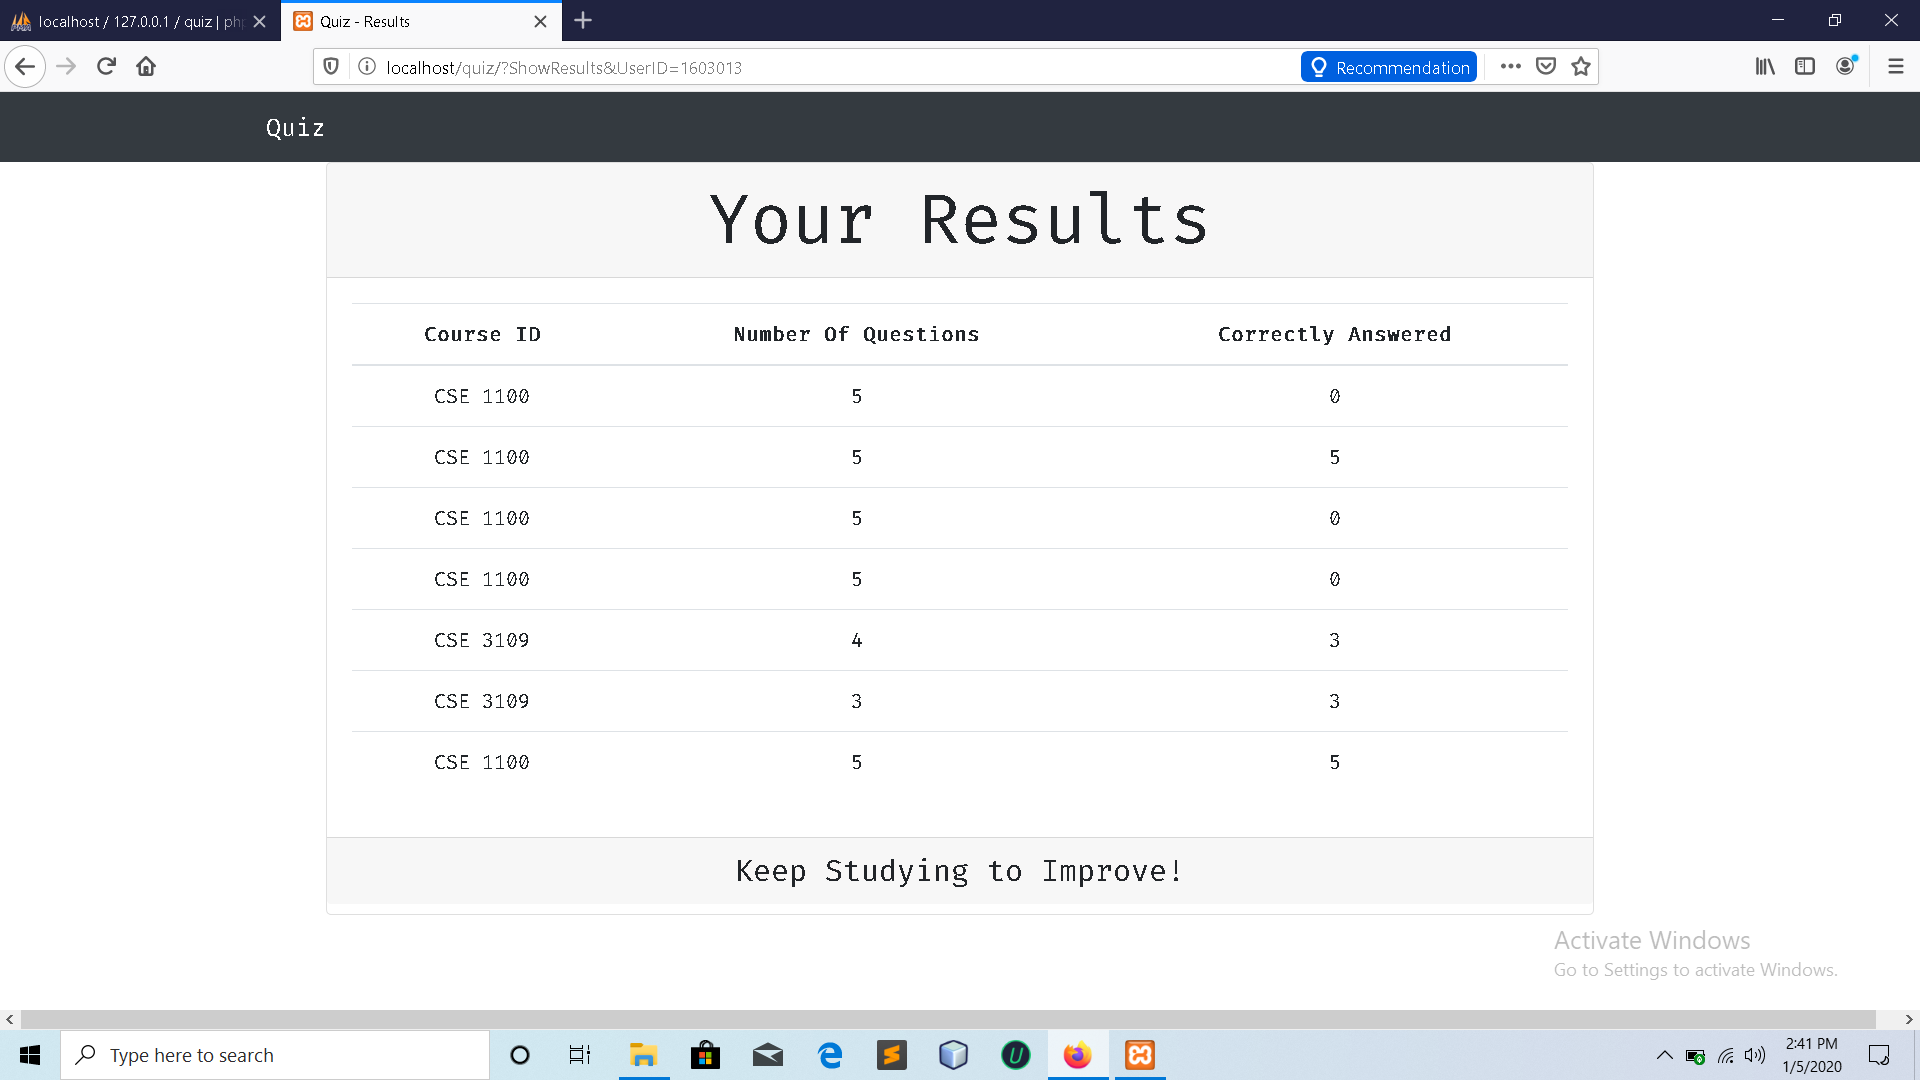 localhost / 127.0.0.1 / quiz | php
Quiz - Results
localhost/quiz/?ShowResults&UserID=1603013
Recommendation
Quiz
Your Results
Course ID Number Of Questions Correctly Answered
CSE 1100 5 0
CSE 1100 5 5
CSE 1100 5 0
CSE 1100 5 0
CSE 3109 4 3
CSE 3109 3 3
CSE 1100 5 5
Keep Studying to Improve!
Activate Windows
Go to Settings to activate Windows.
Type here to search
2:41 PM
1/5/2020